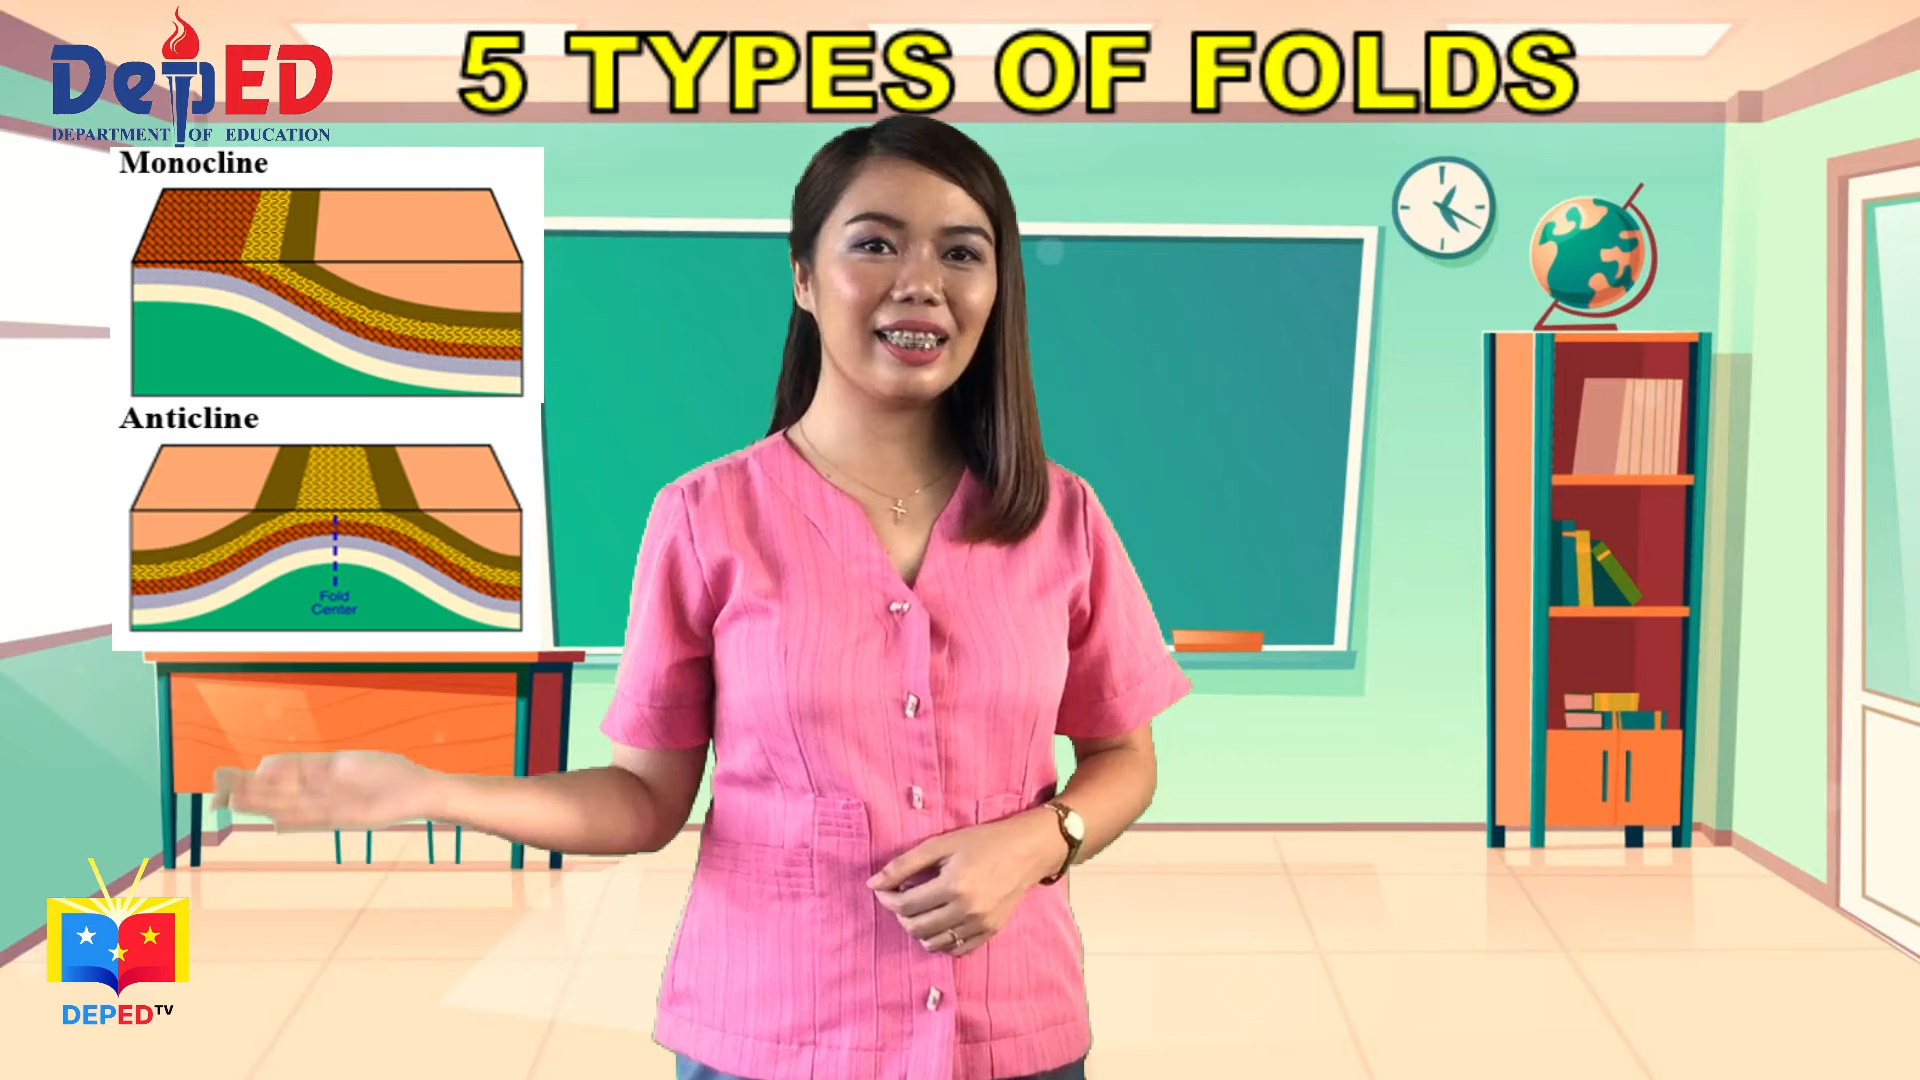 DepED
DEPARTMENT OF EDUCATION
5 TYPES OF FOLDS
Monocline
Anticline
Fold
Center
DEPEDTV